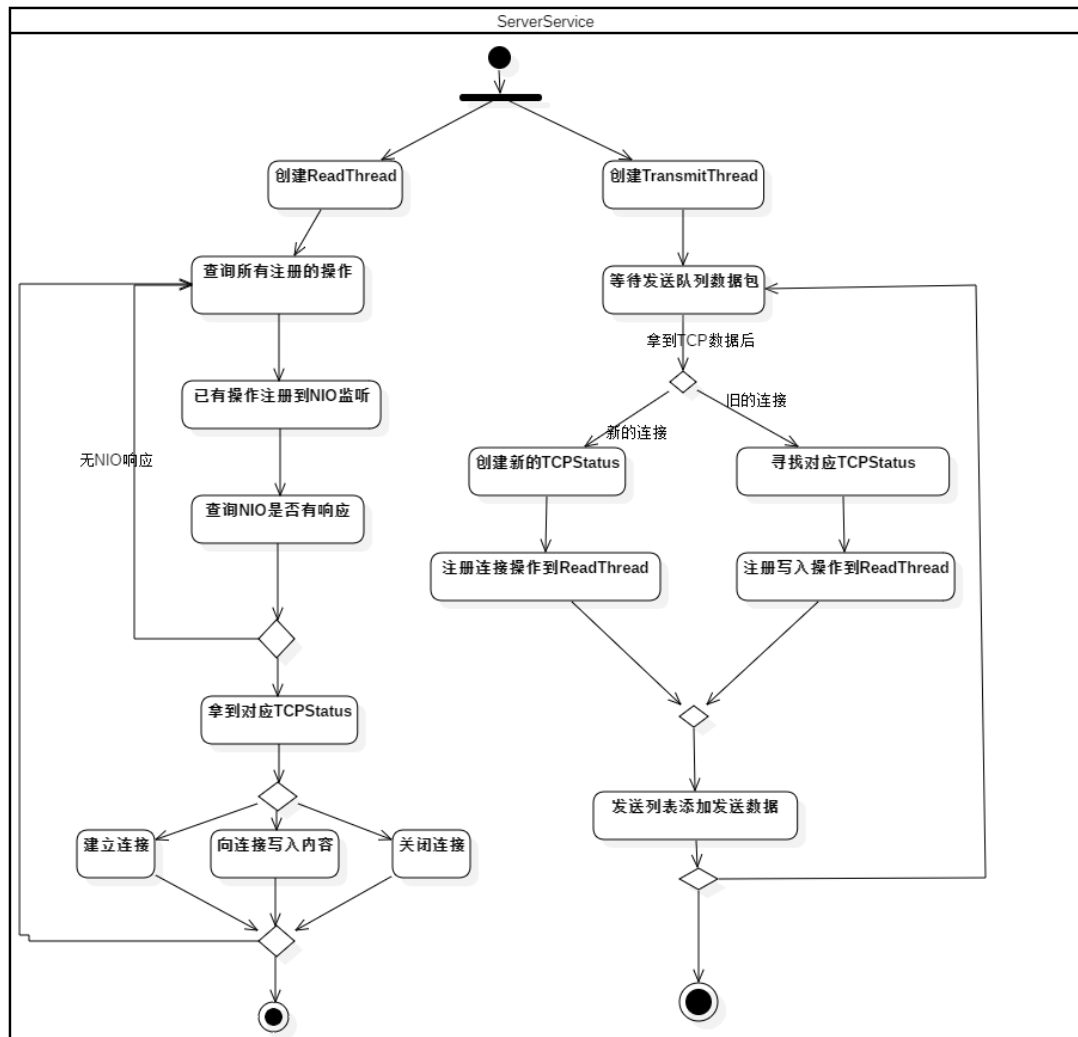 ServerService
创建ReadThread
创建TransmitThread
查询所有注册的操作
等待发送队列数据包
拿到TCP数据后
已有操作注册到NIO监听
旧的连接
新的连接
无NIO响应
创建新的TCPStatus
寻找对应TCPStatus
查询NIO是否有响应
注册连接操作到ReadThread
注册写入操作到ReadThread
拿到对应TCPStatus
发送列表添加发送数据
建立连接
向连接写入内容
关闭连接